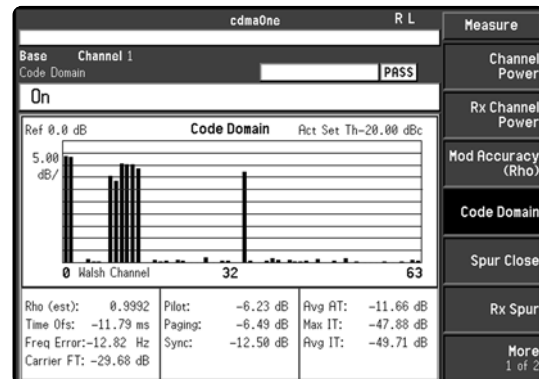 cdmaOne R L
Measure
Base Channel 1
Code Domain
PASS
On
Channel
Power
Rx Channel
Power
Mod Accuracy
(Rho)
Code Domain
Spur Close
Rx Spur
More
1 of 2
Ref 0.0 dB Code Domain Act Set Th-20.00 dBc
5.00
dB/
0 Walsh Channel 32 63
Rho (est): 0.9992
Time Ofs: -11.79 ms
Freq Error:-12.82 Hz
Carrier FT: -29.68 dB
Pilot: -6.23 dB
Paging: -6.49 dB
Sync: -12.50 dB
Avg AT: -11.66 dB
Max IT: -47.88 dB
Avg IT: -49.71 dB